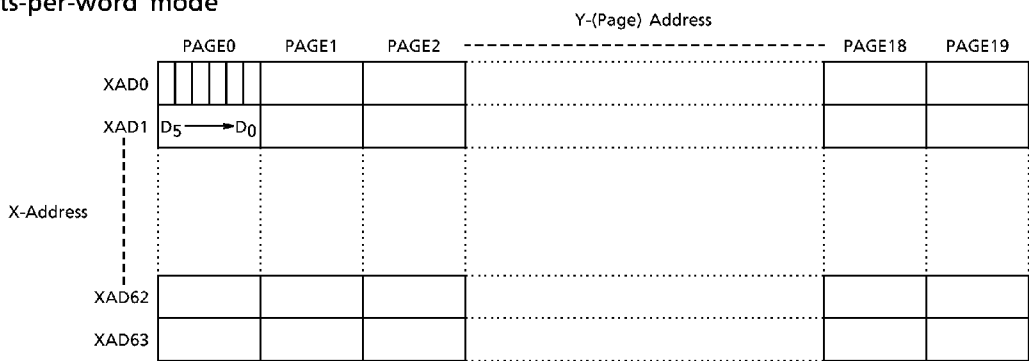 ts-per-word mode
Y-(Page) Address
PAGE0 PAGE1 PAGE2 PAGE18 PAGE19
XAD0
XAD1 D5 D0
X-Address
XAD62
XAD63